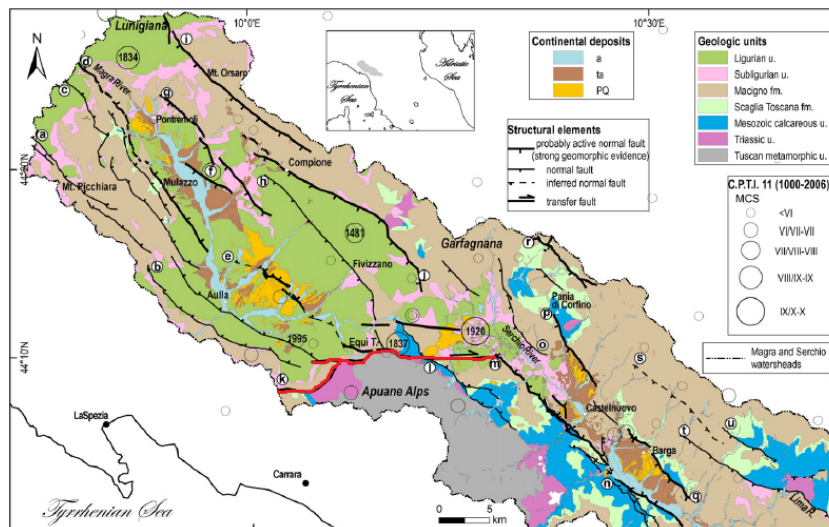 10°0'E
10°30'E
Lunigiana
N
1834
i
Mt. Orsaro
d
Magra River
c
g
Pontremoli
a
Compione
44°20'N
Mt. Picchiara
Mulazzo
f
h
1481
Garfagnana
e
Fivizzano
b
j
Aulla
1995
Equi T.
1837
1920
Serchio River
r
Pania
di Corfino
p
o
s
44°10'N
k
l
m
Apuane Alps
Castelnuovo
t
u
Barga
n
q
Lima R.
LaSpezia
Carrara
Tyrrhenian Sea
0
5
km
Tyrrhenian
Sea
Adriatic
Sea
Continental
deposits
a
ta
PQ
Structural elements
probably active normal fault
(strong geomorphic evidence)
normal fault
inferred normal fault
transfer fault
Geologic units
Ligurian u.
Subligurian u.
Macigno fm.
Scaglia Toscana fm.
Mesozoic calcareous u.
Triassic u.
Tuscan metamorphic u.
C.P.T.I. 11 (1000-2006)
MCS
<VI
VI/VII-VII
VII/VIII-VIII
VIII/IX-IX
IX/X-X
Magra and Serchio
watersheds